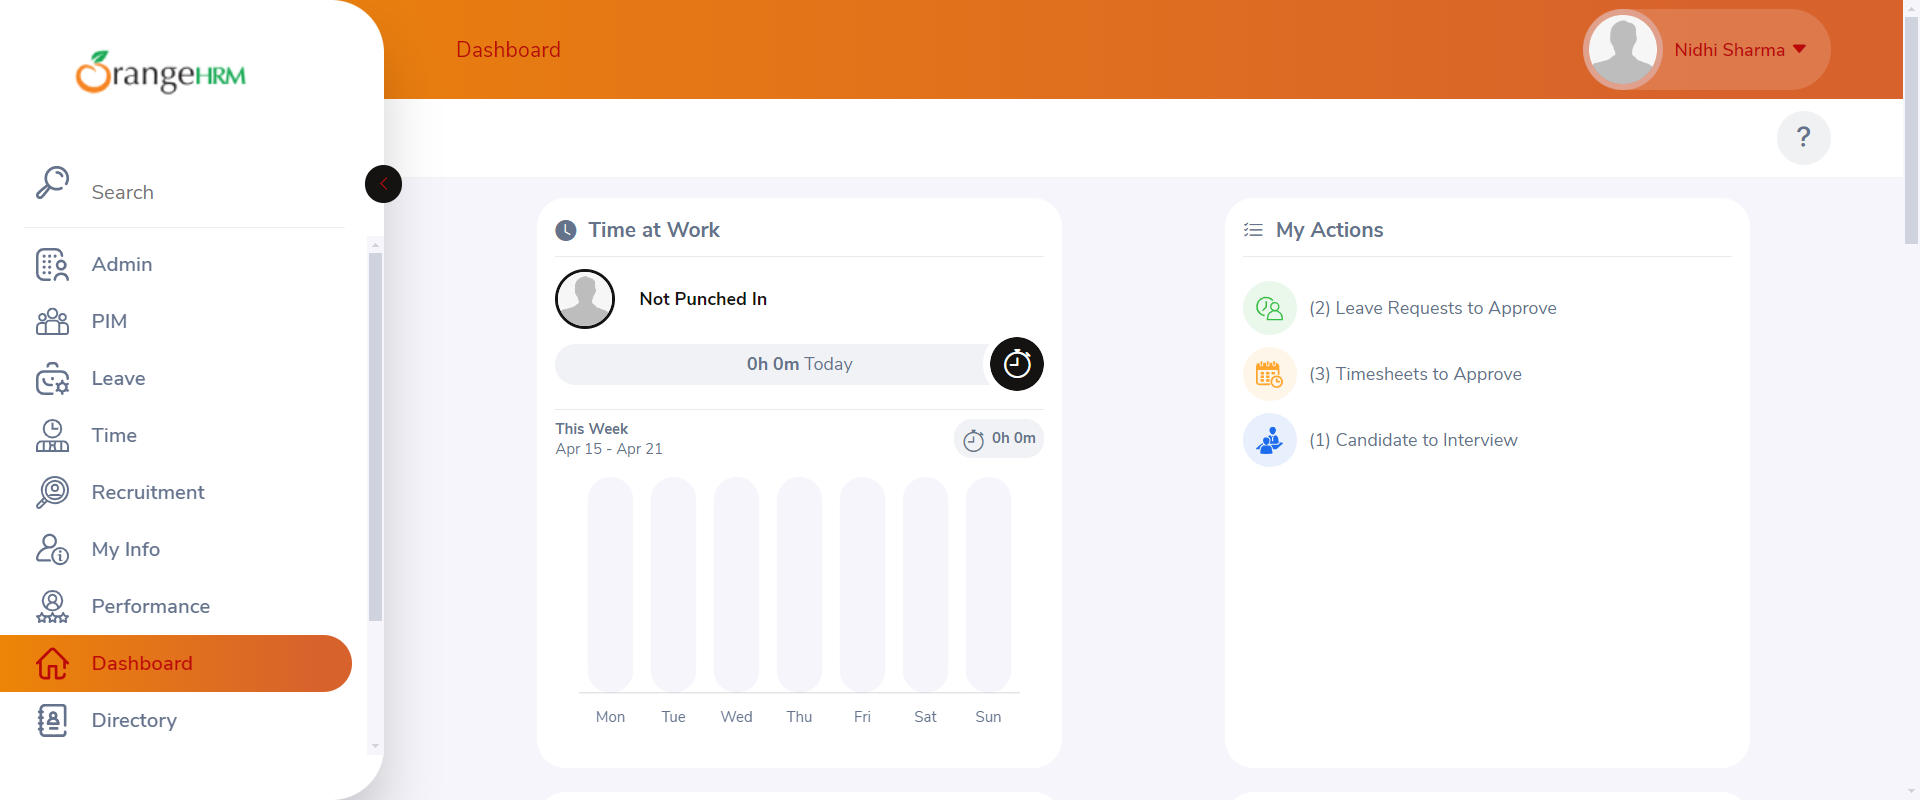 OrangeHRM
Search
Admin
PIM
Leave
Time
Recruitment
My Info
Performance
Dashboard
Directory
Dashboard
Nidhi Sharma
?
Time at Work
Not Punched In
0h 0m Today
This Week
Apr 15 - Apr 21
0h 0m
Mon Tue Wed Thu Fri Sat Sun
My Actions
(2) Leave Requests to Approve
(3) Timesheets to Approve
(1) Candidate to Interview